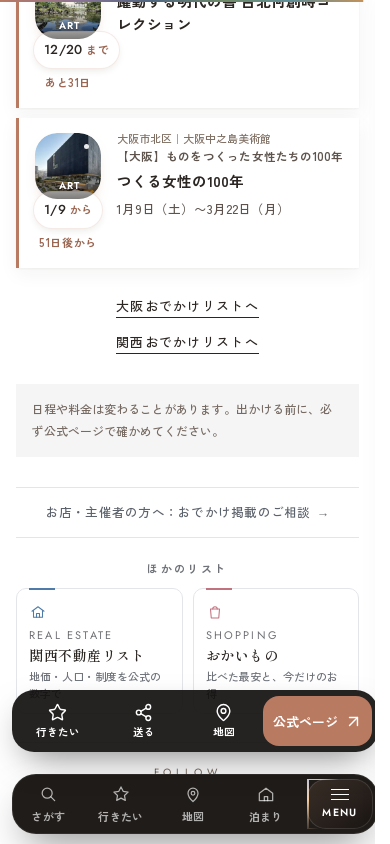 躍動する明代の書 百花何創時コ
レクション
ART
12/20 まで
あと31日
大阪市北区｜大阪中之島美術館
【大阪】ものをつくった女性たちの100年
つくる女性の100年
ART
1/9 から
1月9日（土）〜3月22日（月）
51日後から
大阪おでかけリストへ
関西おでかけリストへ
日程や料金は変わることがあります。出かける前に、必
ず公式ページで確かめてください。
お店・主催者の方へ：おでかけ掲載のご相談 →
ほかのリスト
REAL ESTATE
関西不動産リスト
地価・人口・制度を公式の
SHOPPING
おかいもの
比べた最安と、今だけのお
得
行きたい
送る
地図
公式ページ
FOLLOW
さがす
行きたい
地図
泊まり
MENU